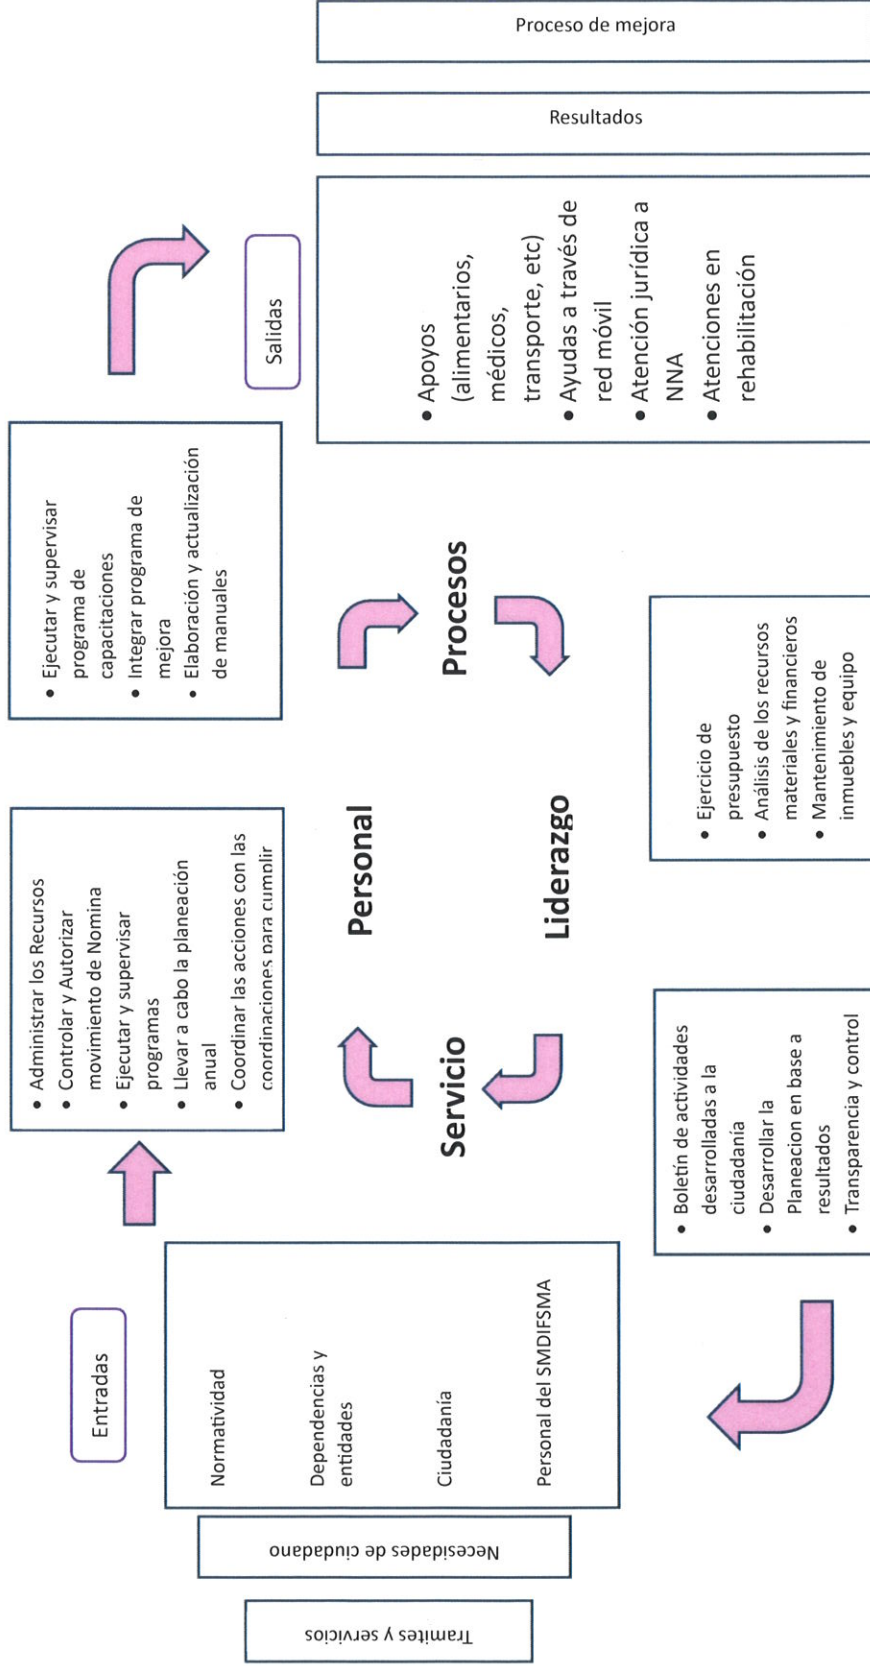 Tramites y servicios
Necesidades de ciudadano
Entradas
Normatividad
Dependencias y
entidades
Ciudadanía
Personal del SMDIFSMA
• Administrar los Recursos
• Controlar y Autorizar
movimiento de Nomina
• Ejecutar y supervisar
programas
• Llevar a cabo la planeación
anual
• Coordinar las acciones con las
coordinaciones para cumplir
• Ejecutar y supervisar
programa de
capacitaciones
• Integrar programa de
mejora
• Elaboración y actualización
de manuales
Servicio
Personal
Procesos
Liderazgo
• Boletín de actividades
desarrolladas a la
ciudadanía
• Desarrollar la
Planeacion en base a
resultados
• Transparencia y control
• Ejercicio de
presupuesto
• Análisis de los recursos
materiales y financieros
• Mantenimiento de
inmuebles y equipo
Salidas
• Apoyos
(alimentarios,
médicos,
transporte, etc)
• Ayudas a través de
red móvil
• Atención jurídica a
NNA
• Atenciones en
rehabilitación
Resultados
Proceso de mejora